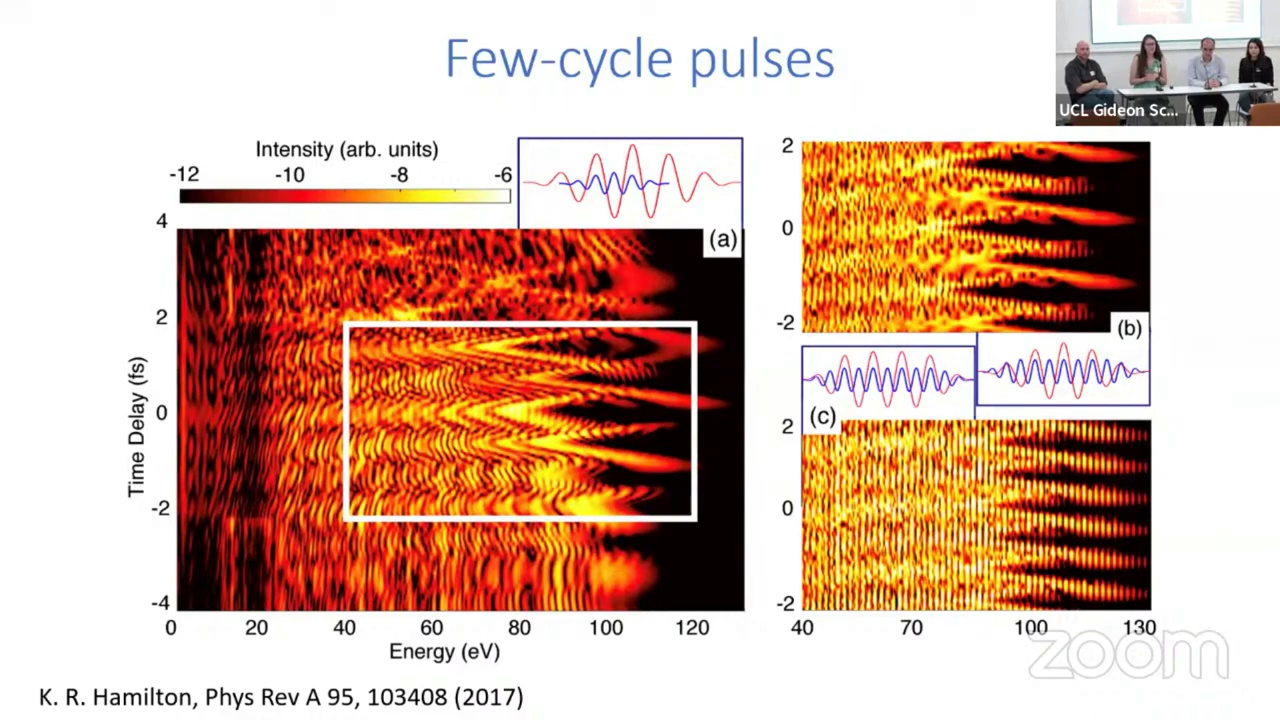 Few-cycle pulses
UCL Gideon Sc...
Intensity (arb. units)
-12 -10 -8 -6
(a)
4
2
0
-2
-4
Time Delay (fs)
0 20 40 60 80 100 120
Energy (eV)
2
0
-2
(b)
(c)
2
0
-2
40 70 100 130
zoom
K. R. Hamilton, Phys Rev A 95, 103408 (2017)